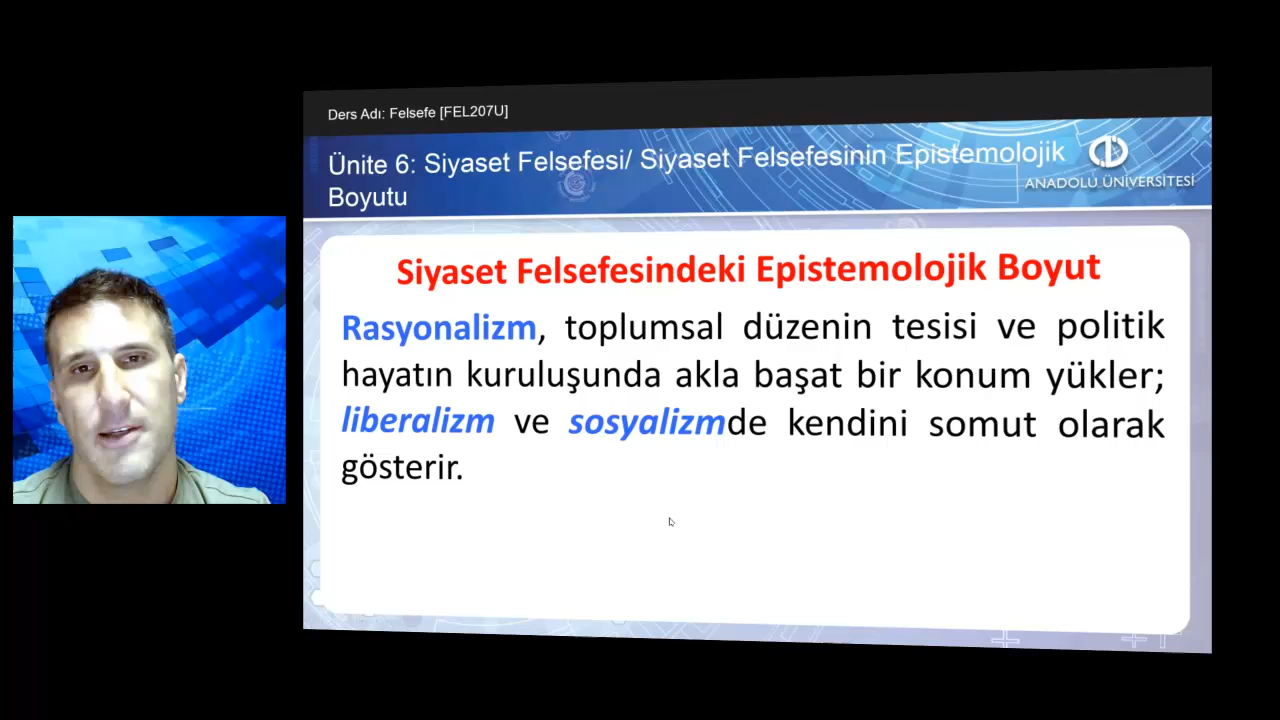 Ders Adı: Felsefe [FEL207U]
Ünite 6: Siyaset Felsefesi/ Siyaset Felsefesinin Epistemolojik
Boyutu
ANADOLU ÜNİVERSİTESİ
Siyaset Felsefesindeki Epistemolojik Boyut
Rasyonalizm, toplumsal düzenin tesisi ve politik
hayatın kuruluşunda akla başat bir konum yükler;
liberalizm ve sosyalizmde kendini somut olarak
gösterir.